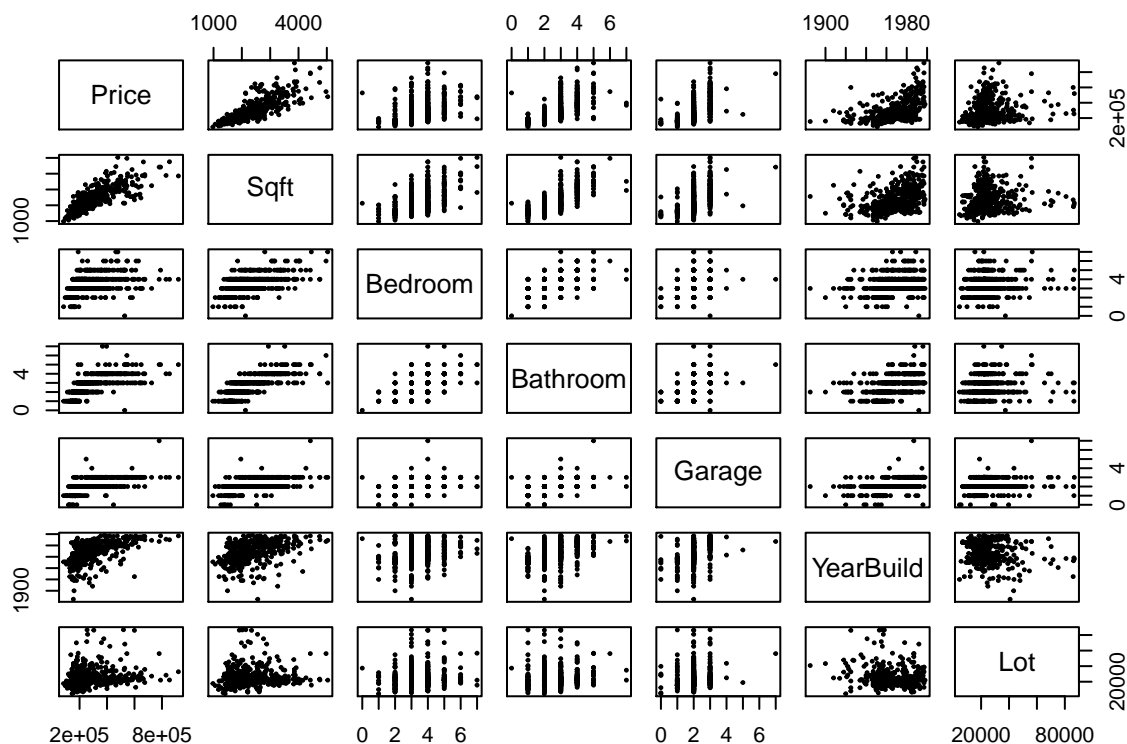 1000 4000
0 2 4 6
1900 1980
Price
2e+05
1000
Sqft
Bedroom
0 4
0 4
Bathroom
Garage
0 4
1900
YearBuild
Lot
20000
2e+05 8e+05
0 2 4 6
0 2 4 6
20000 80000